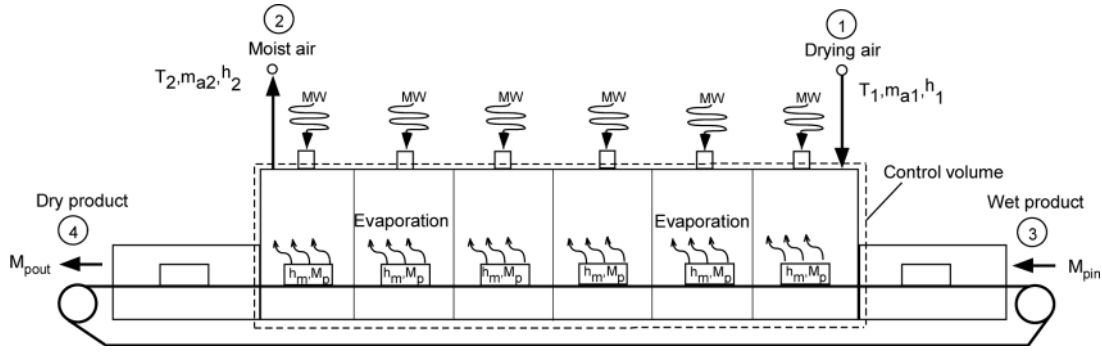 2
Moist air
T2,ma2,h2
1
Drying air
T1,ma1,h1
MW
MW
MW
MW
MW
MW
Control volume
Dry product
4
Mpout
Evaporation
Evaporation
Wet product
3
Mpin
hm,Mp
hm,Mp
hm,Mp
hm,Mp
hm,Mp
hm,Mp